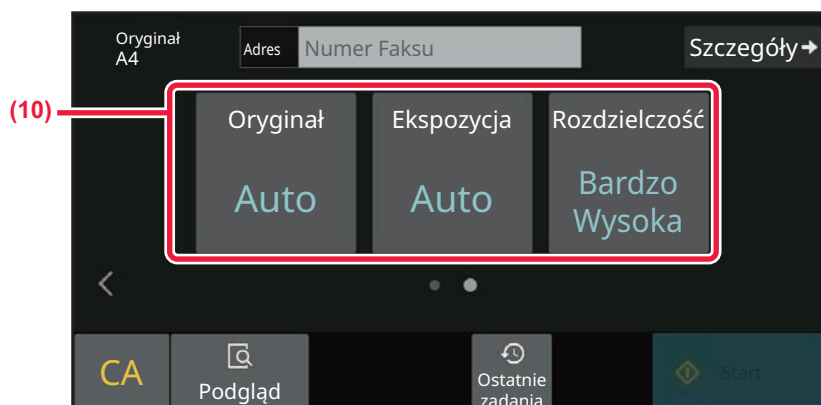 Oryginał
A4
Adres
Numer Faksu
Szczegóły
(10)
Oryginał
Ekspozycja
Rozdzielczość
Auto
Auto
Bardzo
Wysoka
CA
Podgląd
Ostatnie
zadania
Start